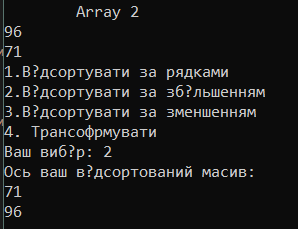 Array 2
96
71
1.В?дсортувати за рядками
2.В?дсортувати за зб?льшенням
3.В?дсортувати за зменшенням
4. Трансофрмувати
Ваш виб?р: 2
Ось ваш в?дсортований масив:
71
96